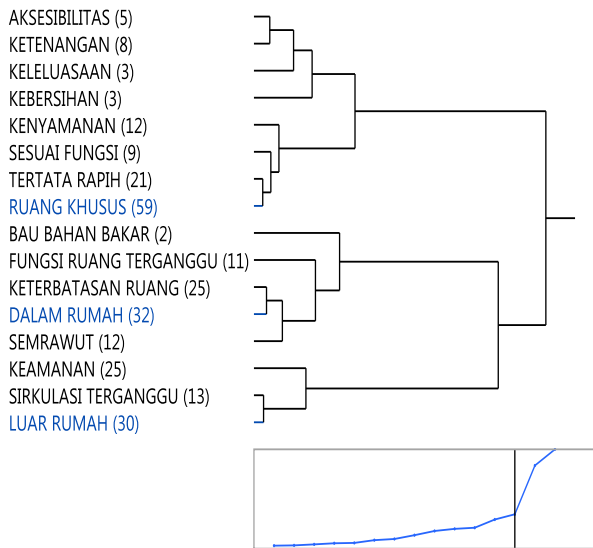 AKSESIBILITAS (5)
KETENANGAN (8)
KELELUASAAN (3)
KEBERSIHAN (3)
KENYAMANAN (12)
SESUAI FUNGSI (9)
TERTATA RAPIH (21)
RUANG KHUSUS (59)
BAU BAHAN BAKAR (2)
FUNGSI RUANG TERGANGGU (11)
KETERBATASAN RUANG (25)
DALAM RUMAH (32)
SEMRAWUT (12)
KEAMANAN (25)
SIRKULASI TERGANGGU (13)
LUAR RUMAH (30)